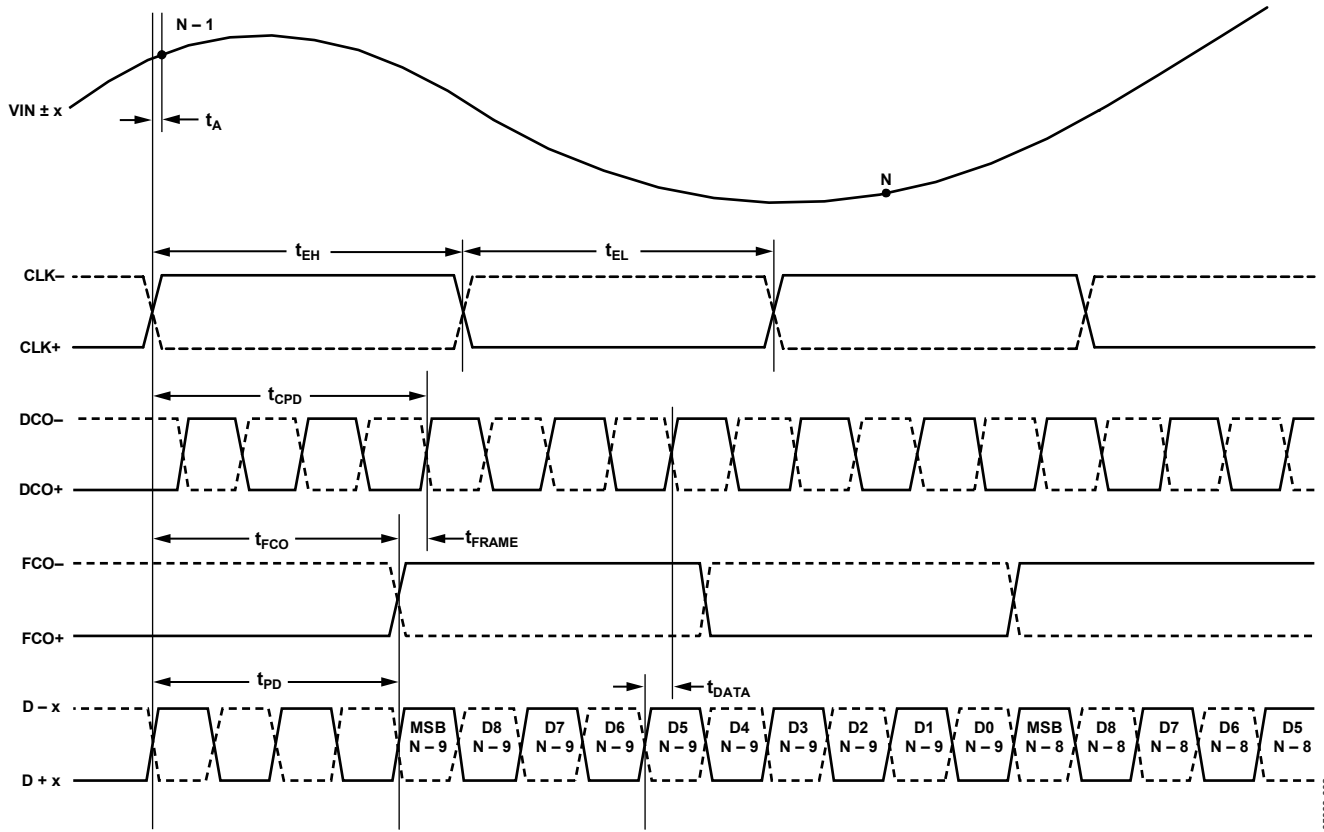 N – 1
VIN ± x
tA
N
tEH
tEL
CLK–
CLK+
tCPD
DCO–
DCO+
tFCO
tFRAME
FCO–
FCO+
tPD
tDATA
D – x
MSB D8 D7 D6 D5 D4 D3 D2 D1 D0 MSB D8 D7 D6 D5
N – 9 N – 9 N – 9 N – 9 N – 9 N – 9 N – 9 N – 9 N – 9 N – 9 N – 8 N – 8 N – 8 N – 8 N – 8
D + x